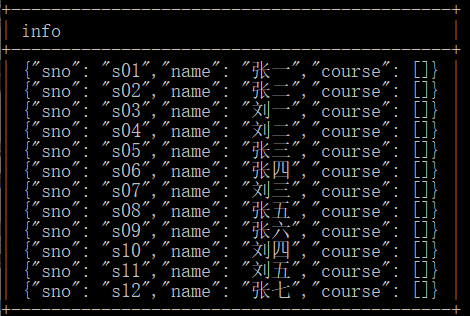 info
{"sno": "s01","name": "张一","course": []}
{"sno": "s02","name": "张二","course": []}
{"sno": "s03","name": "刘一","course": []}
{"sno": "s04","name": "刘二","course": []}
{"sno": "s05","name": "张三","course": []}
{"sno": "s06","name": "张四","course": []}
{"sno": "s07","name": "刘三","course": []}
{"sno": "s08","name": "张五","course": []}
{"sno": "s09","name": "张六","course": []}
{"sno": "s10","name": "刘四","course": []}
{"sno": "s11","name": "刘五","course": []}
{"sno": "s12","name": "张七","course": []}